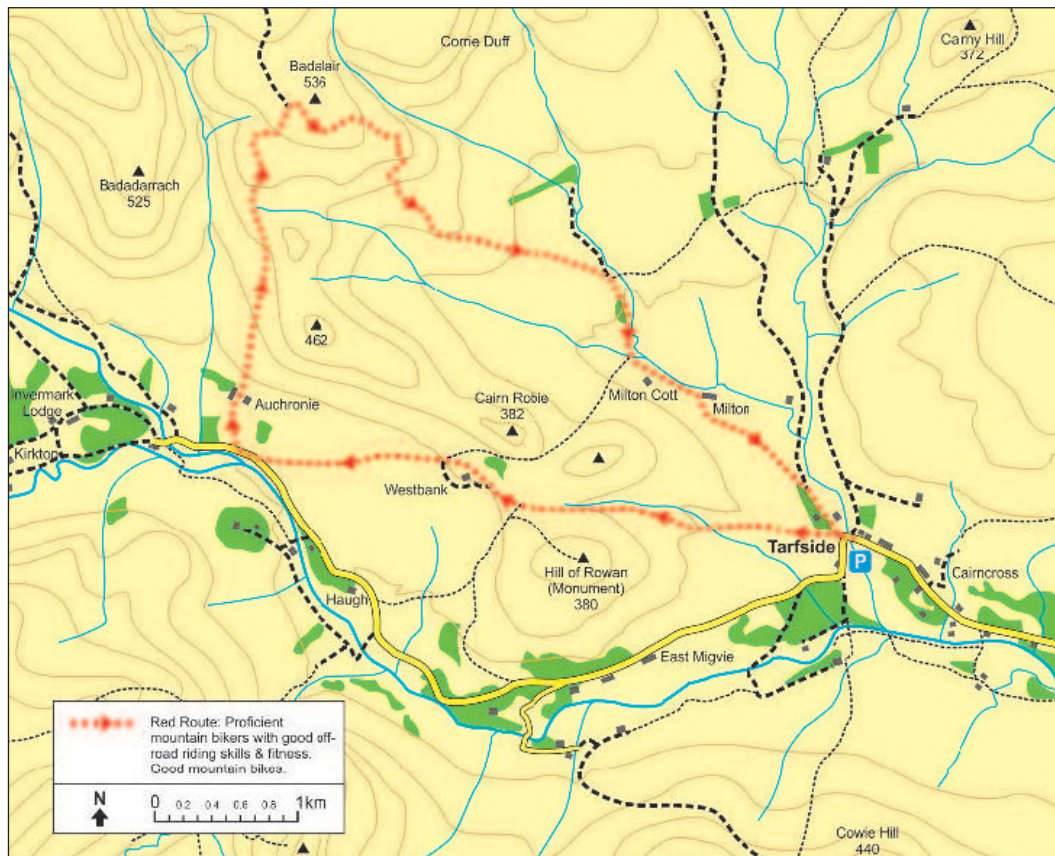 Corrie Duff
Carny Hill
372
Badalair
536
Badadarrach
525
462
Invermark
Lodge
Auchronie
Cairn Robie
382
Milton Cott
Milton
Kirkton
Westbank
Tarfside
P
Hill of Rowan
(Monument)
380
Cairncross
Haugh
East Migvie
Red Route: Proficient
mountain bikers with good off-
road riding skills & fitness.
Good mountain bikes.
N
0 0.2 0.4 0.6 0.8 1km
Cowie Hill
440